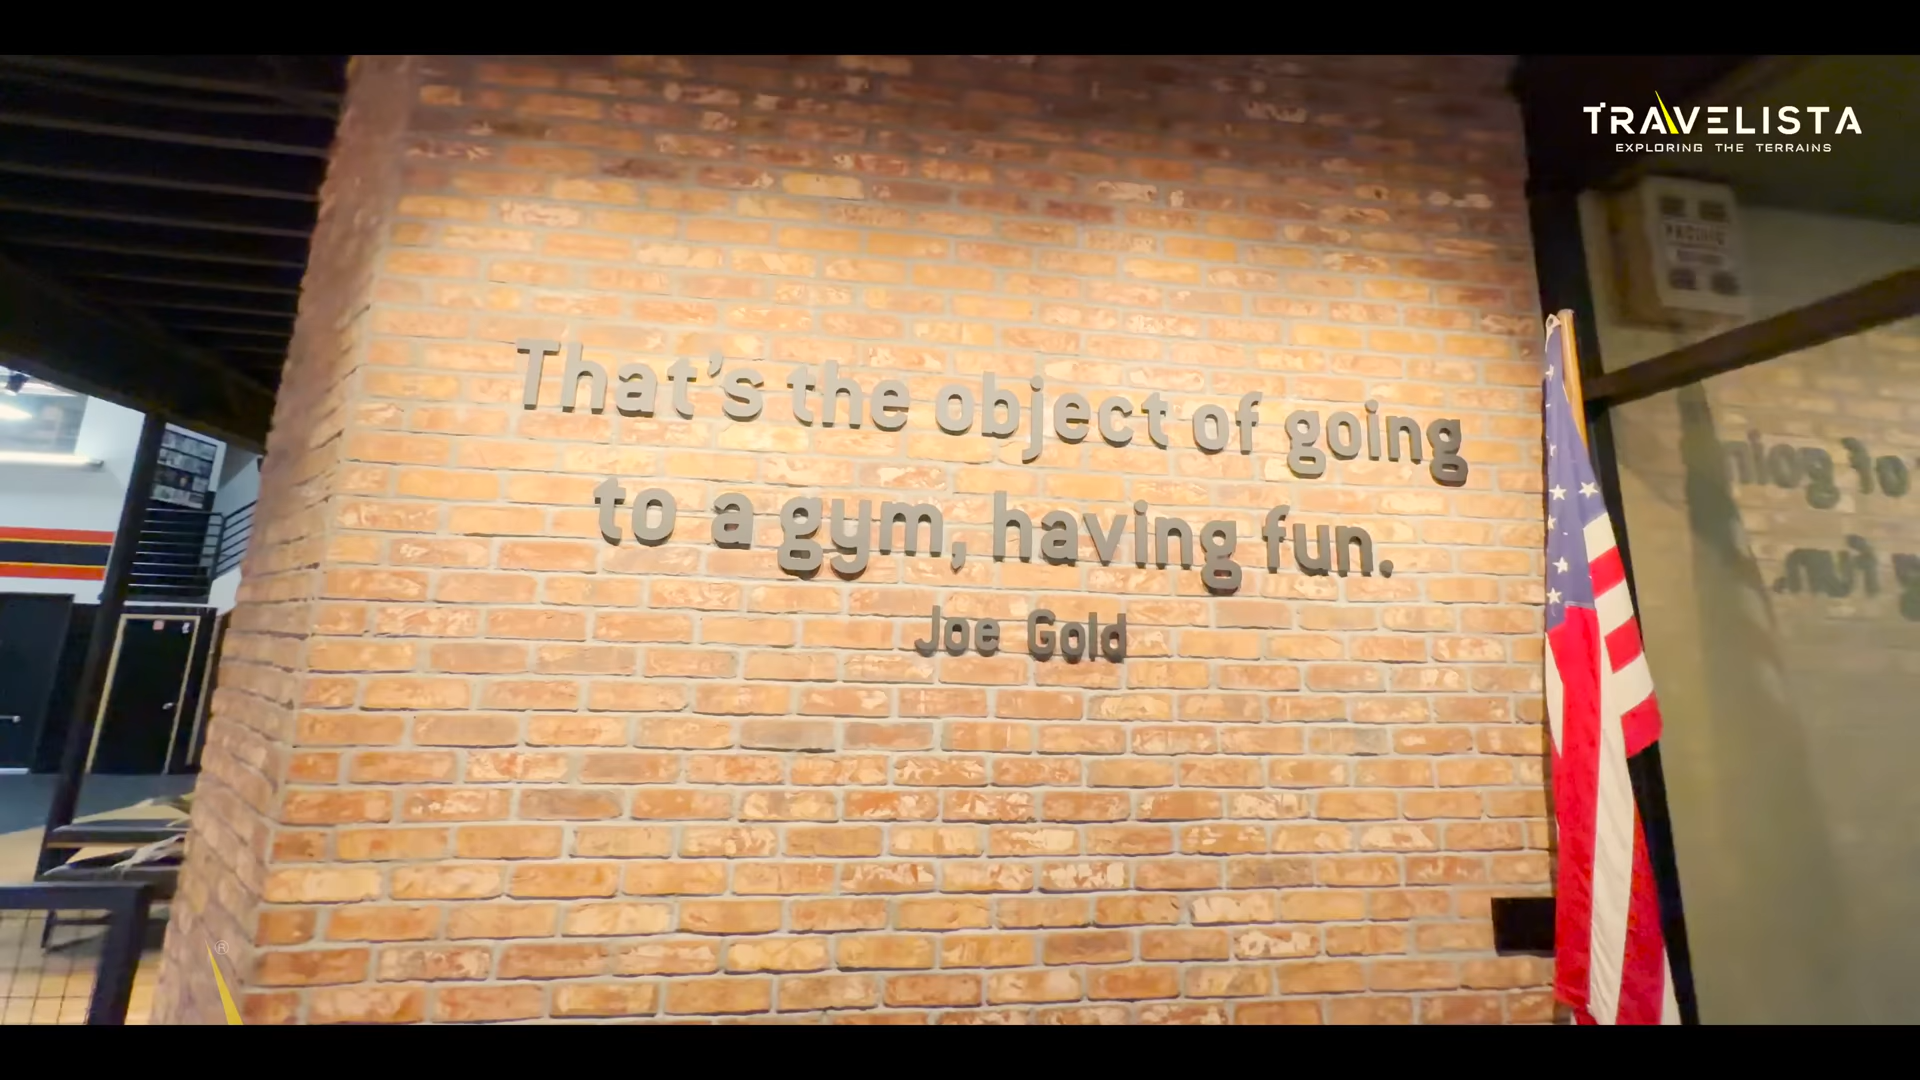 TRAVELISTA
EXPLORING THE TERRAINS
That's the object of going
to a gym, having fun.
Joe Gold
®